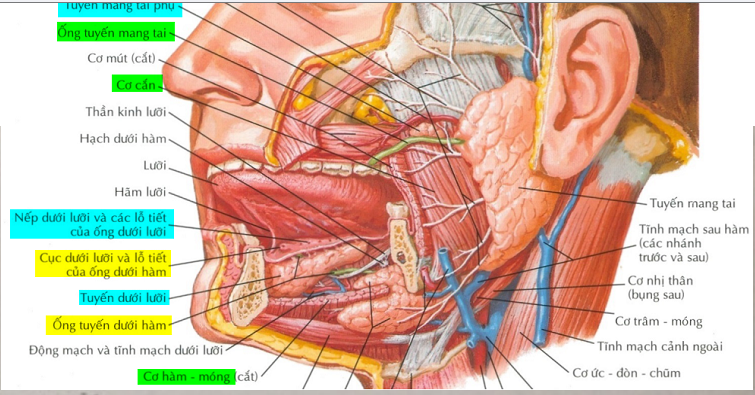 Tuyến mang tai phụ
Ống tuyến mang tai
Cơ mút (cắt)
Cơ cắn
Thần kinh lưỡi
Hạch dưới hàm
Lưỡi
Hãm lưỡi
Nếp dưới lưỡi và các lỗ tiết
của ống dưới lưỡi
Cục dưới lưỡi và lỗ tiết
của ống dưới hàm
Tuyến dưới lưỡi
Ống tuyến dưới hàm
Động mạch và tĩnh mạch dưới lưỡi
Cơ hàm - móng (cắt)
Tuyến mang tai
Tĩnh mạch sau hàm
(các nhánh
trước và sau)
Cơ nhị thân
(bụng sau)
Cơ trâm - móng
Tĩnh mạch cảnh ngoài
Cơ ức - đòn - chũm